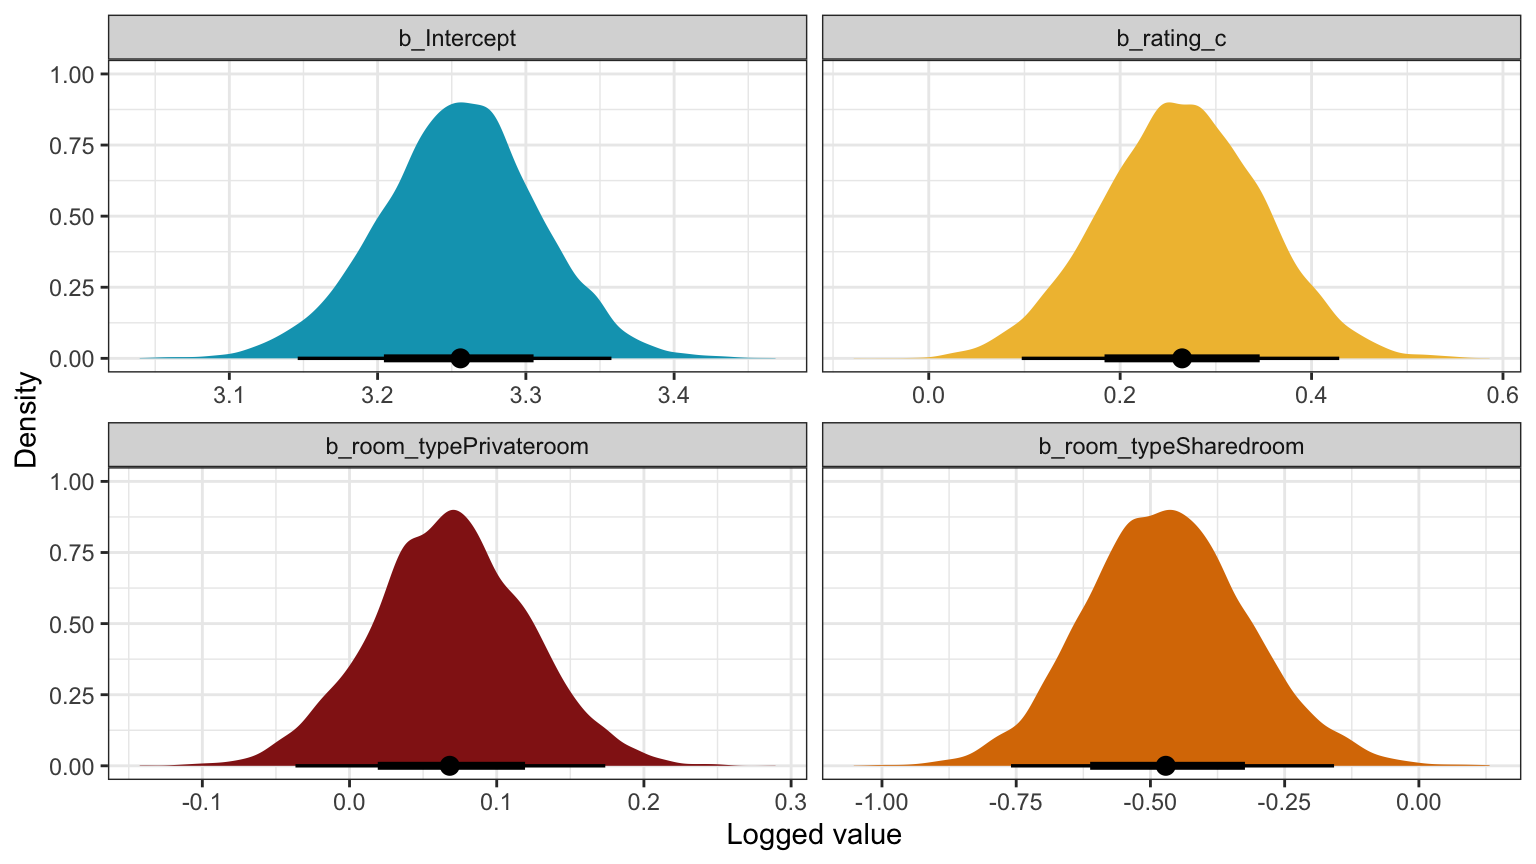 b_Intercept
b_rating_c
1.00
0.75
0.50
0.25
0.00
3.1 3.2 3.3 3.4
0.0 0.2 0.4 0.6
Density
b_room_typePrivateroom
b_room_typeSharedroom
1.00
0.75
0.50
0.25
0.00
-0.1 0.0 0.1 0.2 0.3
-1.00 -0.75 -0.50 -0.25 0.00
Logged value